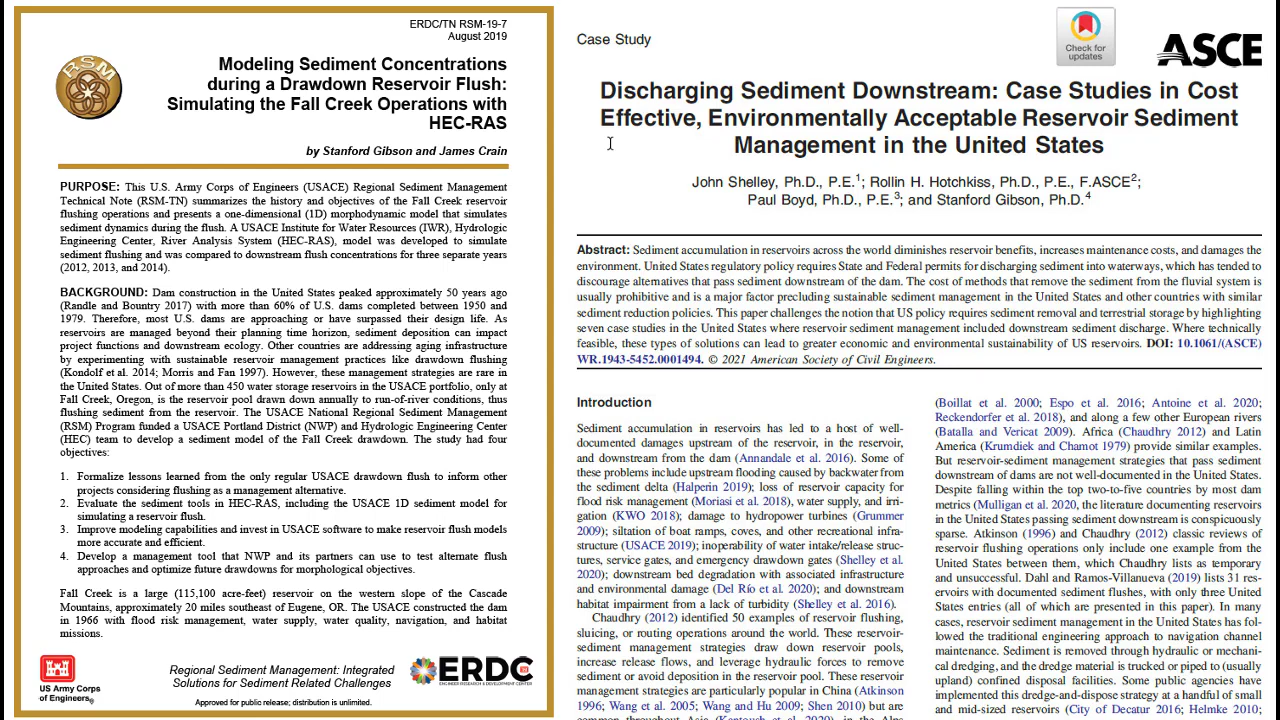 ERDC/TN RSM-19-7
August 2019
RSM
Modeling Sediment Concentrations
during a Drawdown Reservoir Flush:
Simulating the Fall Creek Operations with
HEC-RAS
by Stanford Gibson and James Crain
PURPOSE: This U.S. Army Corps of Engineers (USACE) Regional Sediment Management
Technical Note (RSM-TN) summarizes the history and objectives of the Fall Creek reservoir
flushing operations and presents a one-dimensional (1D) morphodynamic model that simulates
sediment dynamics during the flush. A USACE Institute for Water Resources (IWR), Hydrologic
Engineering Center, River Analysis System (HEC-RAS), model was developed to simulate
sediment flushing and was compared to downstream flush concentrations for three separate years
(2012, 2013, and 2014).
BACKGROUND: Dam construction in the United States peaked approximately 50 years ago
(Randle and Bountry 2017) with more than 60% of U.S. dams completed between 1950 and
1979. Therefore, most U.S. dams are approaching or have surpassed their design life. As
reservoirs are managed beyond their planning time horizon, sediment deposition can impact
project functions and downstream ecology. Other countries are addressing aging infrastructure
by experimenting with sustainable reservoir management practices like drawdown flushing
(Kondolf et al. 2014; Morris and Fan 1997). However, these management strategies are rare in
the United States. Out of more than 450 water storage reservoirs in the USACE portfolio, only at
Fall Creek, Oregon, is the reservoir pool drawn down annually to run-of-river conditions, thus
flushing sediment from the reservoir. The USACE National Regional Sediment Management
(RSM) Program funded a USACE Portland District (NWP) and Hydrologic Engineering Center
(HEC) team to develop a sediment model of the Fall Creek drawdown. The study had four
objectives:
1. Formalize lessons learned from the only regular USACE drawdown flush to inform other
projects considering flushing as a management alternative.
2. Evaluate the sediment tools in HEC-RAS, including the USACE 1D sediment model for
simulating a reservoir flush.
3. Improve modeling capabilities and invest in USACE software to make reservoir flush models
more accurate and efficient.
4. Develop a management tool that NWP and its partners can use to test alternate flush
approaches and optimize future drawdowns for morphological objectives.
Fall Creek is a large (115,100 acre-feet) reservoir on the western slope of the Cascade
Mountains, approximately 20 miles southeast of Eugene, OR. The USACE constructed the dam
in 1966 with flood risk management, water supply, water quality, navigation, and habitat
missions.
US Army Corps
of Engineers®
Regional Sediment Management: Integrated
Solutions for Sediment Related Challenges
Approved for public release; distribution is unlimited.
ERDC
ENGINEER RESEARCH & DEVELOPMENT CENTER
Case Study
Check for
updates
ASCE
Discharging Sediment Downstream: Case Studies in Cost
Effective, Environmentally Acceptable Reservoir Sediment
Management in the United States
John Shelley, Ph.D., P.E.1; Rollin H. Hotchkiss, Ph.D., P.E., F.ASCE2;
Paul Boyd, Ph.D., P.E.3; and Stanford Gibson, Ph.D.4
Abstract: Sediment accumulation in reservoirs across the world diminishes reservoir benefits, increases maintenance costs, and damages the
environment. United States regulatory policy requires State and Federal permits for discharging sediment into waterways, which has tended to
discourage alternatives that pass sediment downstream of the dam. The cost of methods that remove the sediment from the fluvial system is
usually prohibitive and is a major factor precluding sustainable sediment management in the United States and other countries with similar
sediment reduction policies. This paper challenges the notion that US policy requires sediment removal and terrestrial storage by highlighting
seven case studies in the United States where reservoir sediment management included downstream sediment discharge. Where technically
feasible, these types of solutions can lead to greater economic and environmental sustainability of US reservoirs. DOI: 10.1061/(ASCE)
WR.1943-5452.0001494. © 2021 American Society of Civil Engineers.
Introduction
Sediment accumulation in reservoirs has led to a host of well-
documented damages upstream of the reservoir, in the reservoir,
and downstream from the dam (Annandale et al. 2016). Some of
these problems include upstream flooding caused by backwater from
the sediment delta (Halperin 2019); loss of reservoir capacity for
flood risk management (Moriasi et al. 2018), water supply, and irri-
gation (KWO 2018); damage to hydropower turbines (Grummer
2009); siltation of boat ramps, coves, and other recreational infra-
structure (USACE 2019); inoperability of water intake/release struc-
tures, service gates, and emergency drawdown gates (Shelley et al.
2020); downstream bed degradation with associated infrastructure
and environmental damage (Del Río et al. 2020); and downstream
habitat impairment from a lack of turbidity (Shelley et al. 2016).
Chaudhry (2012) identified 50 examples of reservoir flushing,
sluicing, or routing operations around the world. These reservoir-
sediment management strategies draw down reservoir pools,
increase release flows, and leverage hydraulic forces to remove
sediment or avoid deposition in the reservoir pool. These reservoir
management strategies are particularly popular in China (Atkinson
1996; Wang et al. 2005; Wang and Hu 2009; Shen 2010) but are
common throughout Asia (Kantoush et al. 2020), in the Alps
(Boillat et al. 2000; Espo et al. 2016; Antoine et al. 2020;
Reckendorfer et al. 2018), and along a few other European rivers
(Batalla and Vericat 2009). Africa (Chaudhry 2012) and Latin
America (Krumdiek and Chamot 1979) provide similar examples.
But reservoir-sediment management strategies that pass sediment
downstream of dams are not well-documented in the United States.
Despite falling within the top two-to-five countries by most dam
metrics (Mulligan et al. 2020, the literature documenting reservoirs
in the United States passing sediment downstream is conspicuously
sparse. Atkinson (1996) and Chaudhry (2012) classic reviews of
reservoir flushing operations only include one example from the
United States between them, which Chaudhry lists as temporary
and unsuccessful. Dahl and Ramos-Villanueva (2019) lists 31 res-
ervoirs with documented sediment flushes, with only three United
States entries (all of which are presented in this paper). In many
cases, reservoir sediment management in the United States has fol-
lowed the traditional engineering approach to navigation channel
maintenance. Sediment is removed through hydraulic or mechani-
cal dredging, and the dredge material is trucked or piped to (usually
upland) confined disposal facilities. Some public agencies have
implemented this dredge-and-dispose strategy at a handful of small
and mid-sized reservoirs (City of Decatur 2016; Helmke 2010;